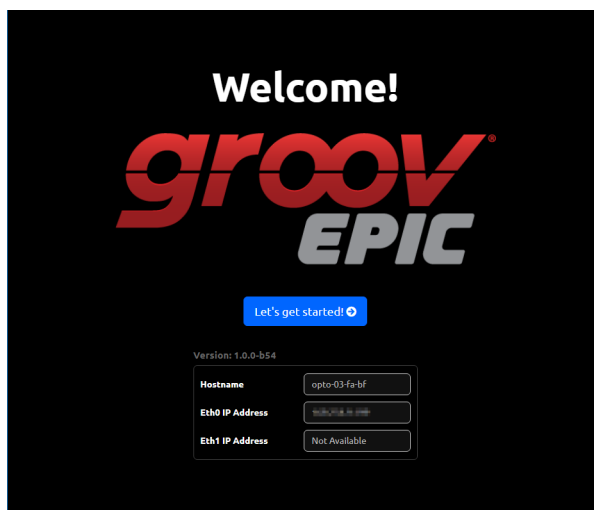 Welcome!
groov®
EPIC
Let's get started!
Version: 1.0.0-b54
Hostname opto-03-fa-bf
Eth0 IP Address
Eth1 IP Address Not Available